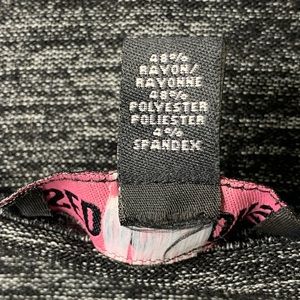 48%
RAYON/
RAYONNE
48%
POLYESTER
POLIESTER
4%
SPANDEX